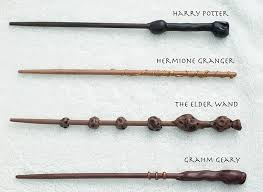 HARRY POTTER
HERMIONE GRANGER
THE ELDER WAND
GRAHM GEARY